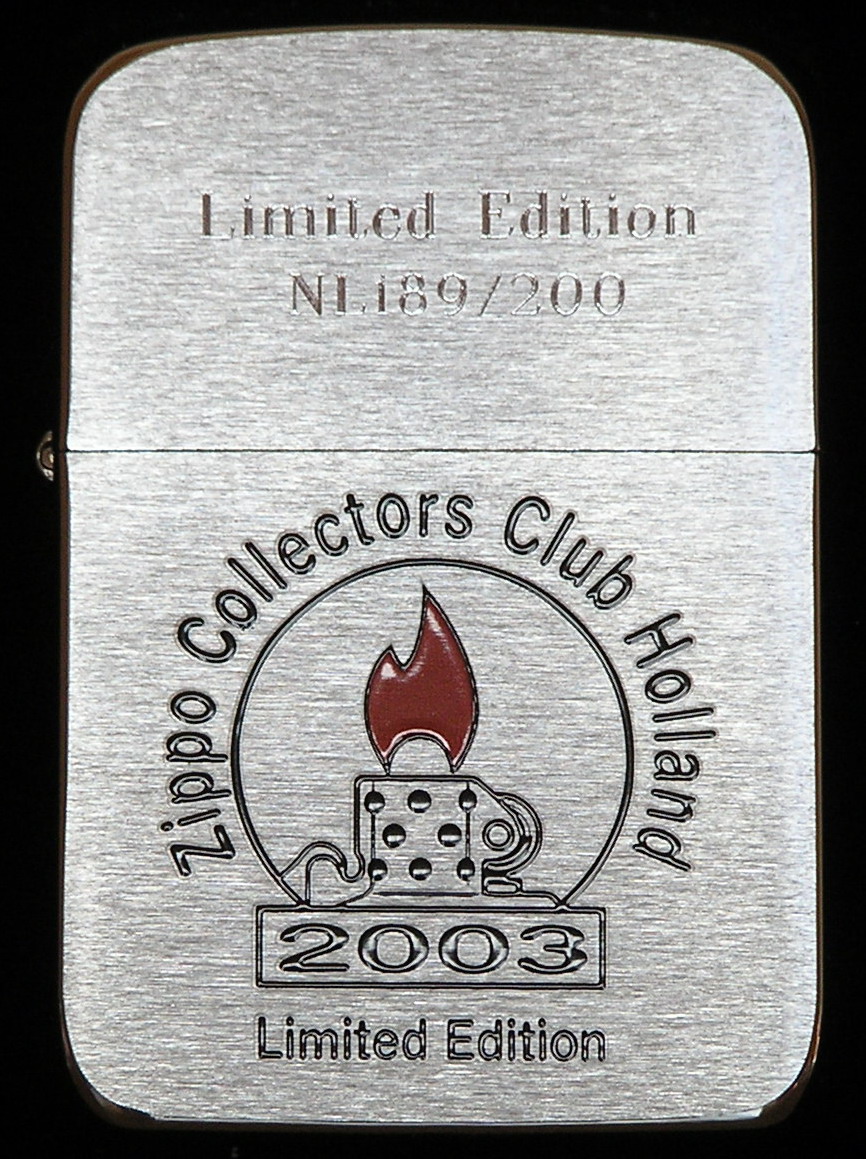 Limited Edition
NL189/200
Zippo Collectors Club Holland
2003
Limited Edition